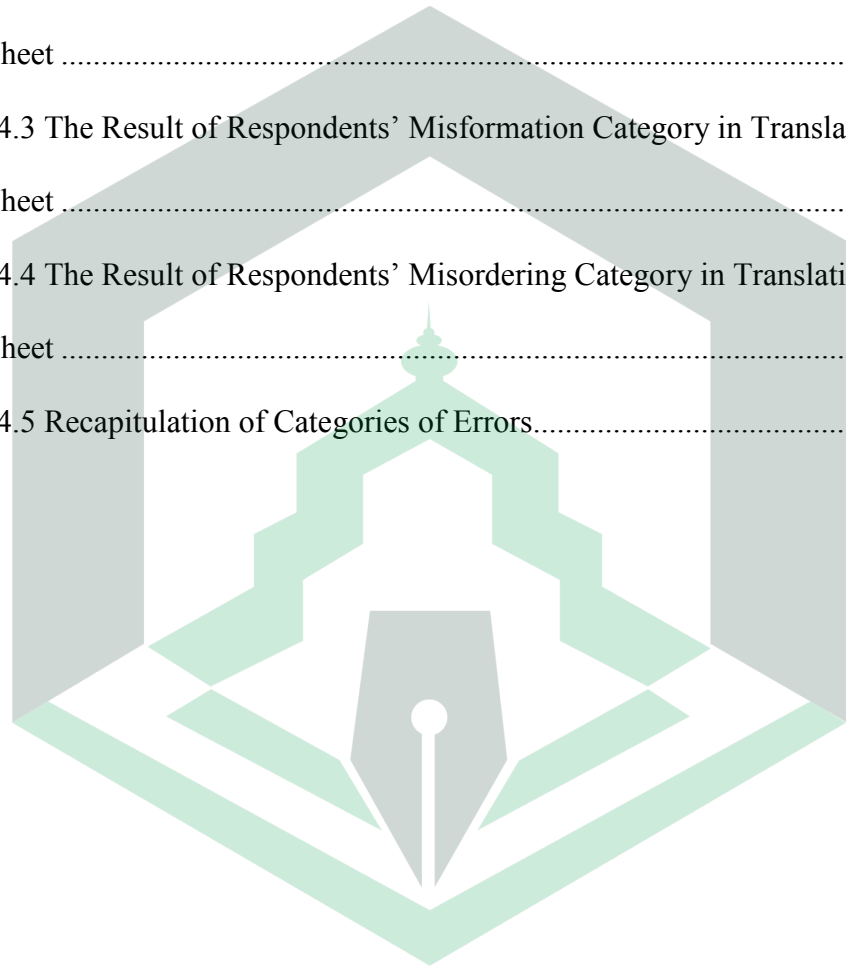 heet ....................................................................................................
4.3 The Result of Respondents’ Misformation Category in Transla
heet ....................................................................................................
4.4 The Result of Respondents’ Misordering Category in Translati
heet ....................................................................................................
4.5 Recapitulation of Categories of Errors.......................................